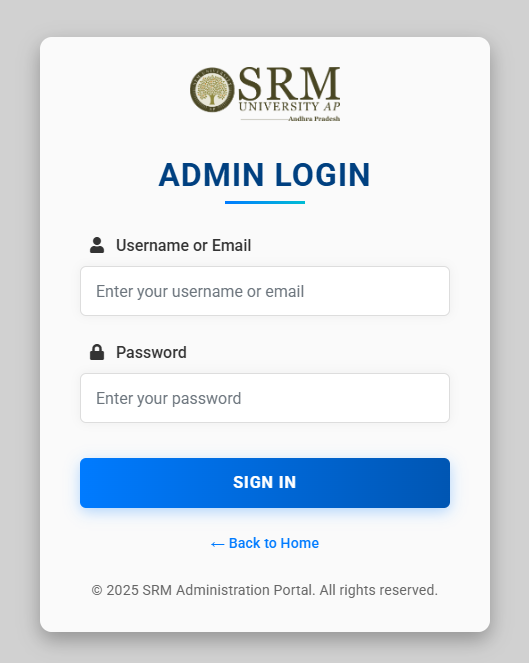 SRM
UNIVERSITY AP
Andhra Pradesh
ADMIN LOGIN
Username or Email
Enter your username or email
Password
Enter your password
SIGN IN
← Back to Home
© 2025 SRM Administration Portal. All rights reserved.